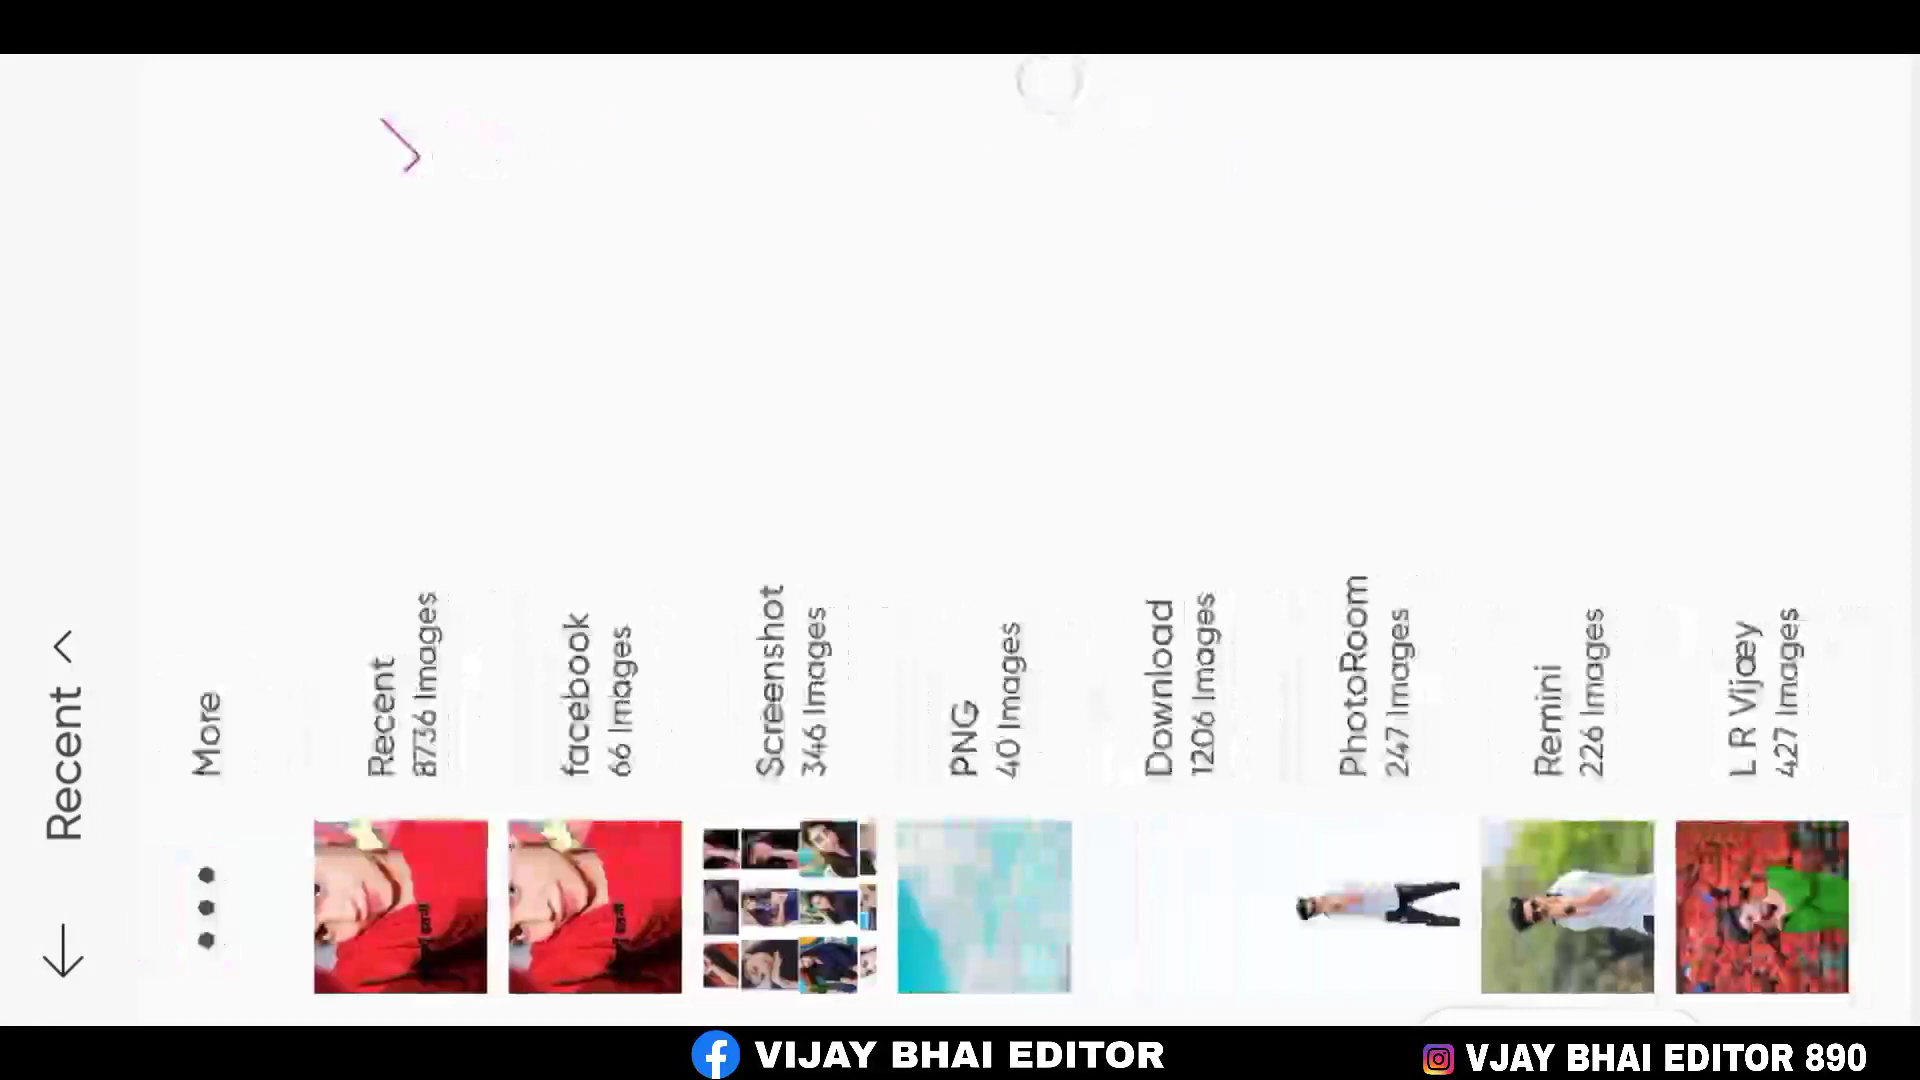 Recent
More
Recent
8736 Images
facebook
66 Images
Screenshot
346 Images
PNG
40 Images
Download
1206 Images
PhotoRoom
247 Images
Remini
226 Images
L R Vijaey
427 Images
VIJAY BHAI EDITOR
VJAY BHAI EDITOR 890